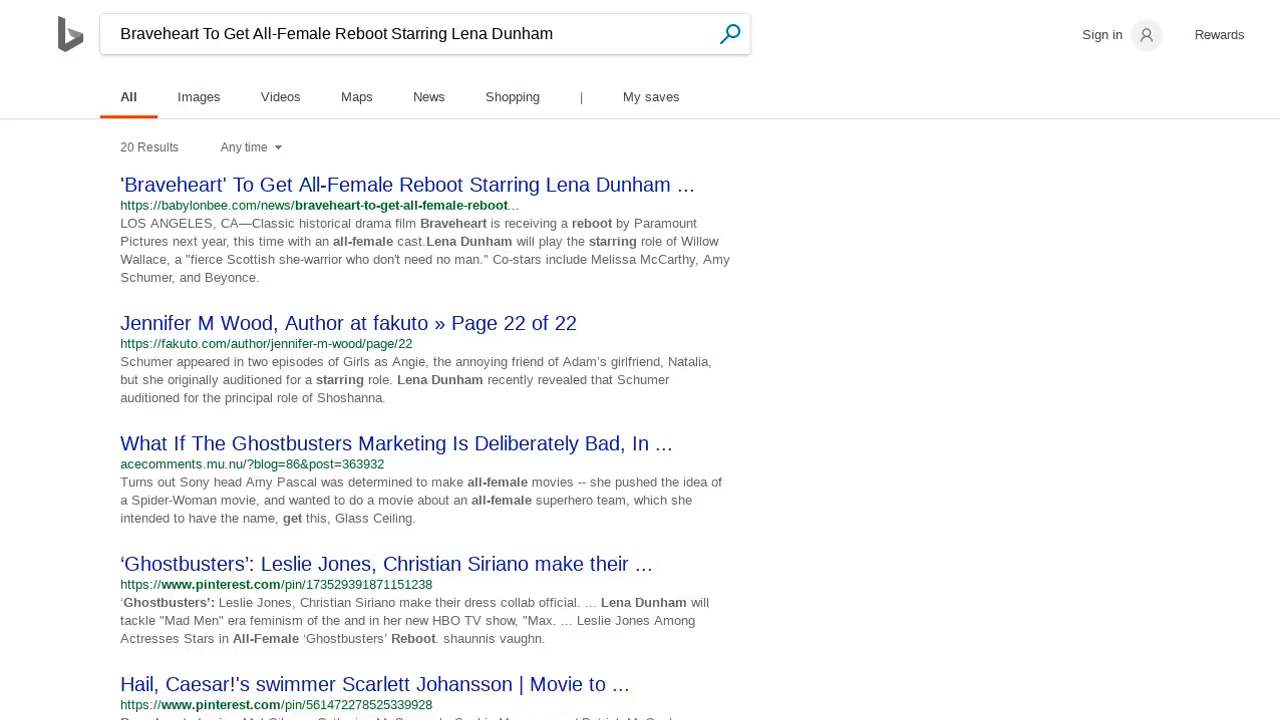 Braveheart To Get All-Female Reboot Starring Lena Dunham
Sign in
Rewards
All
Images
Videos
Maps
News
Shopping
|
My saves
20 Results
Any time
'Braveheart' To Get All-Female Reboot Starring Lena Dunham ...
https://babylonbee.com/news/braveheart-to-get-all-female-reboot...
LOS ANGELES, CA—Classic historical drama film Braveheart is receiving a reboot by Paramount
Pictures next year, this time with an all-female cast.Lena Dunham will play the starring role of Willow
Wallace, a "fierce Scottish she-warrior who don't need no man." Co-stars include Melissa McCarthy, Amy
Schumer, and Beyonce.
Jennifer M Wood, Author at fakuto » Page 22 of 22
https://fakuto.com/author/jennifer-m-wood/page/22
Schumer appeared in two episodes of Girls as Angie, the annoying friend of Adam's girlfriend, Natalia,
but she originally auditioned for a starring role. Lena Dunham recently revealed that Schumer
auditioned for the principal role of Shoshanna.
What If The Ghostbusters Marketing Is Deliberately Bad, In ...
acecomments.mu.nu/?blog=86&post=363932
Turns out Sony head Amy Pascal was determined to make all-female movies -- she pushed the idea of
a Spider-Woman movie, and wanted to do a movie about an all-female superhero team, which she
intended to have the name, get this, Glass Ceiling.
‘Ghostbusters’: Leslie Jones, Christian Siriano make their ...
https://www.pinterest.com/pin/173529391871151238
‘Ghostbusters’: Leslie Jones, Christian Siriano make their dress collab official. ... Lena Dunham will
tackle "Mad Men" era feminism of the and in her new HBO TV show, "Max. ... Leslie Jones Among
Actresses Stars in All-Female ‘Ghostbusters’ Reboot. shaunnis vaughn.
Hail, Caesar!'s swimmer Scarlett Johansson | Movie to ...
https://www.pinterest.com/pin/561472278525339928